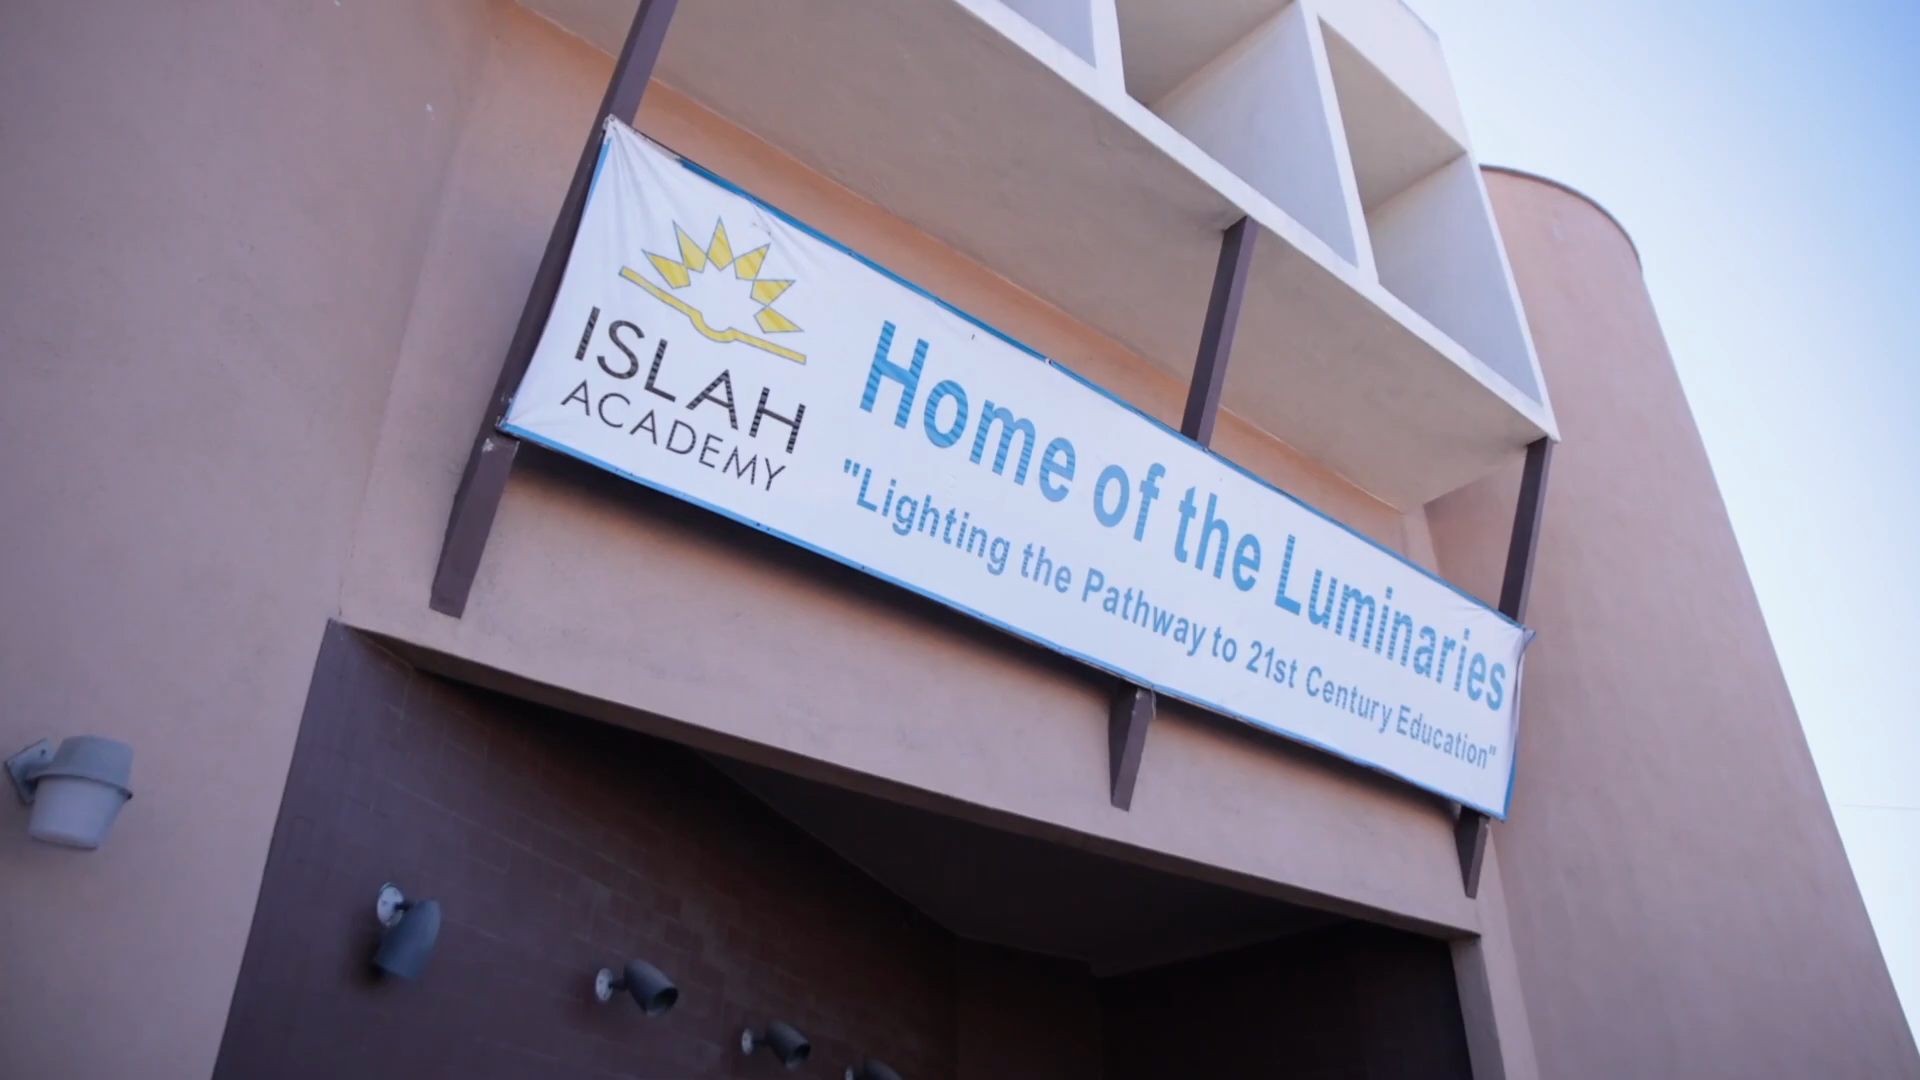 ISLAH
ACADEMY
Home of the Luminaries
"Lighting the Pathway to 21st Century Education"